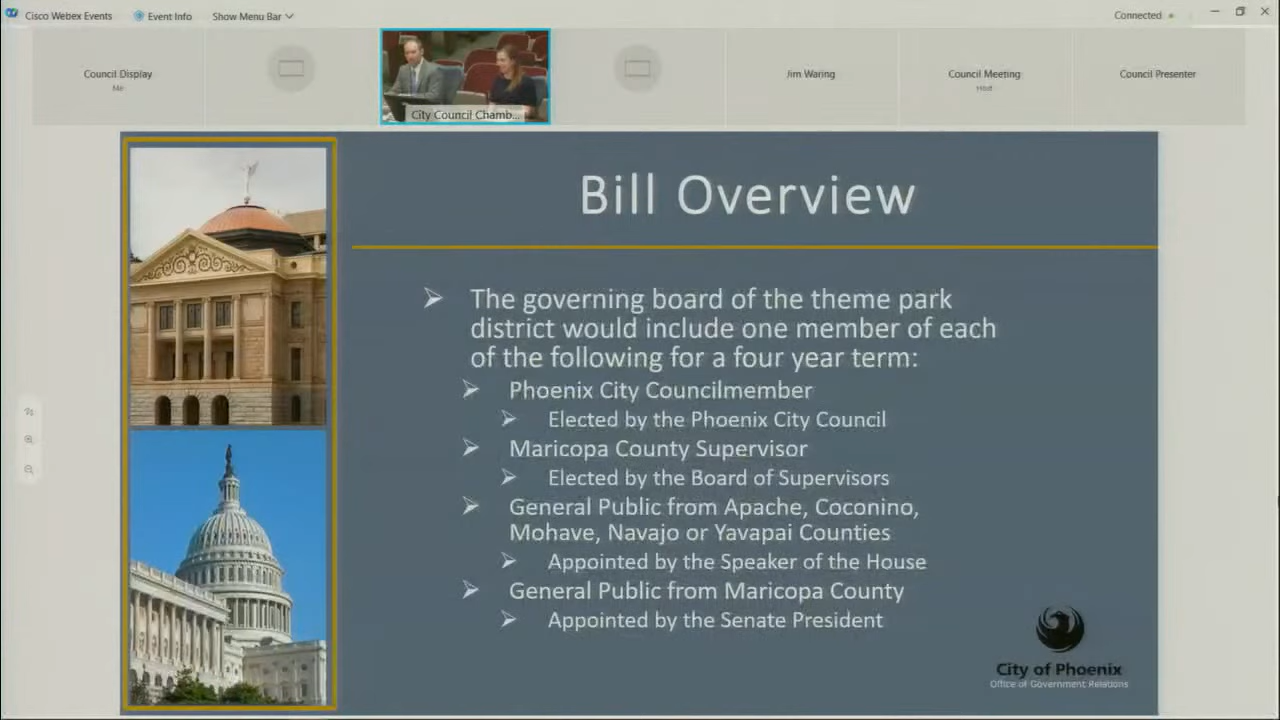 Cisco Webex Events
Event Info
Show Menu Bar
Connected
Council Display
Me
City Council Chamb...
Jim Waring
Council Meeting
Host
Council Presenter
Bill Overview
The governing board of the theme park
district would include one member of each
of the following for a four year term:
Phoenix City Councilmember
Elected by the Phoenix City Council
Maricopa County Supervisor
Elected by the Board of Supervisors
General Public from Apache, Coconino,
Mohave, Navajo or Yavapai Counties
Appointed by the Speaker of the House
General Public from Maricopa County
Appointed by the Senate President
City of Phoenix
Office of Government Relations